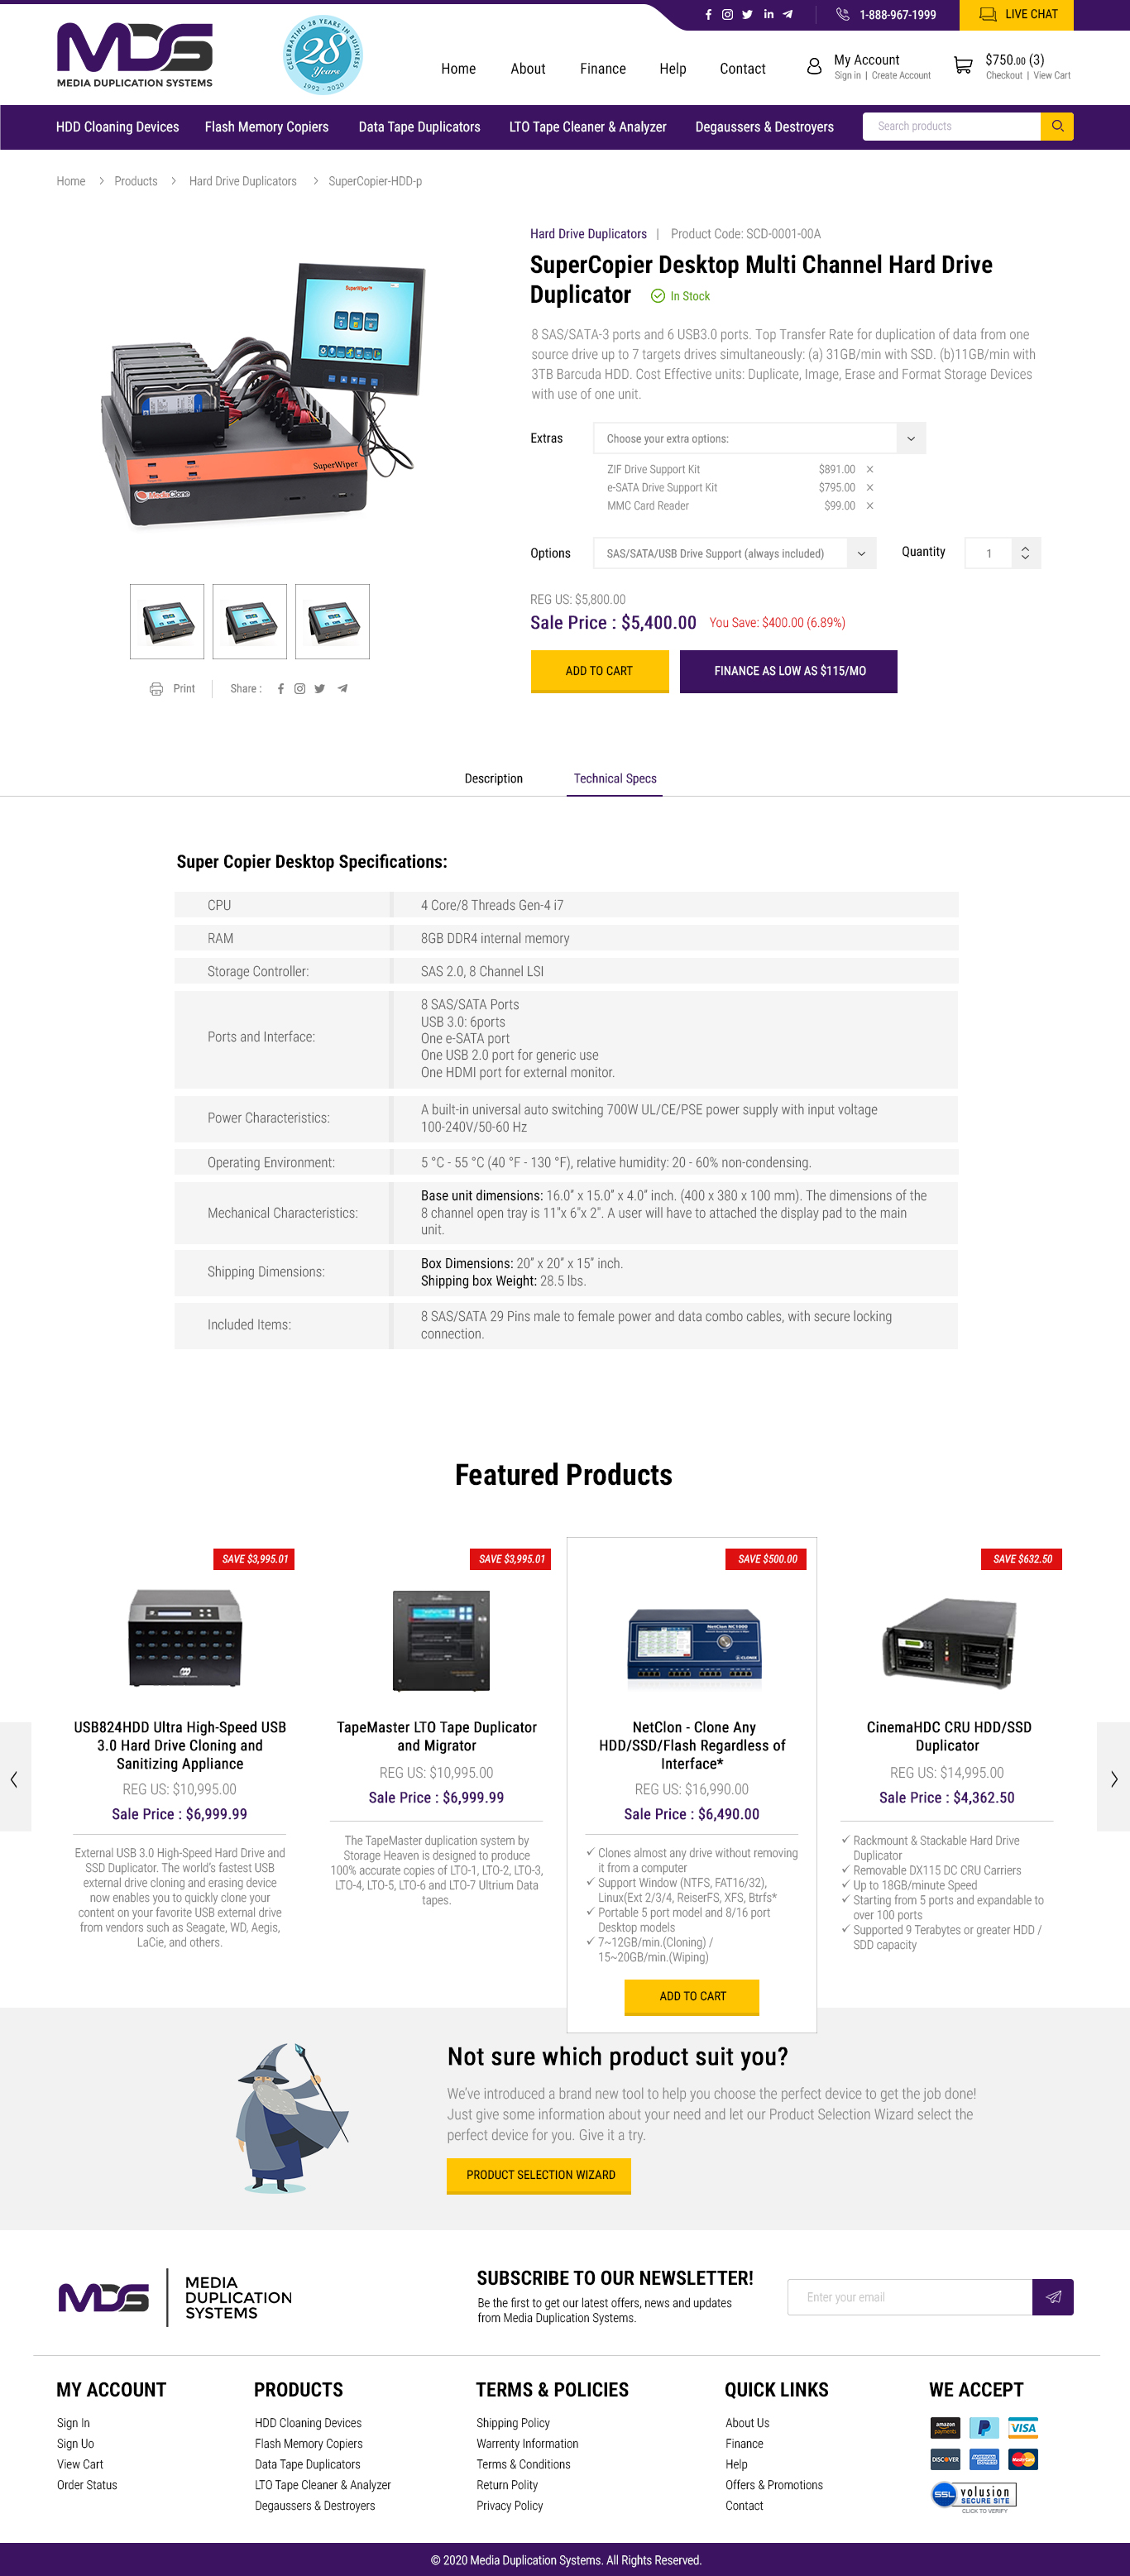 1-888-967-1999
LIVE CHAT
MDS
MEDIA DUPLICATION SYSTEMS
CELEBRATING 28 YEARS IN BUSINESS
28
Years
1992 - 2020
Home
About
Finance
Help
Contact
My Account
Sign in | Create Account
$750.00 (3)
Checkout | View Cart
HDD Cloaning Devices
Flash Memory Copiers
Data Tape Duplicators
LTO Tape Cleaner & Analyzer
Degaussers & Destroyers
Search products
Home > Products > Hard Drive Duplicators > SuperCopier-HDD-p
Hard Drive Duplicators | Product Code: SCD-0001-00A
SuperCopier Desktop Multi Channel Hard Drive
Duplicator
In Stock
8 SAS/SATA-3 ports and 6 USB3.0 ports. Top Transfer Rate for duplication of data from one
source drive up to 7 targets drives simultaneously: (a) 31GB/min with SSD. (b)11GB/min with
3TB Barcuda HDD. Cost Effective units: Duplicate, Image, Erase and Format Storage Devices
with use of one unit.
SuperWiper™
SuperWiper
MediaClone
Extras
Choose your extra options:
ZIF Drive Support Kit $891.00 ×
e-SATA Drive Support Kit $795.00 ×
MMC Card Reader $99.00 ×
Options
SAS/SATA/USB Drive Support (always included)
Quantity
1
REG US: $5,800.00
Sale Price : $5,400.00 You Save: $400.00 (6.89%)
ADD TO CART
FINANCE AS LOW AS $115/MO
Print
Share :
Description
Technical Specs
Super Copier Desktop Specifications:
CPU
4 Core/8 Threads Gen-4 i7
RAM
8GB DDR4 internal memory
Storage Controller:
SAS 2.0, 8 Channel LSI
Ports and Interface:
8 SAS/SATA Ports
USB 3.0: 6ports
One e-SATA port
One USB 2.0 port for generic use
One HDMI port for external monitor.
Power Characteristics:
A built-in universal auto switching 700W UL/CE/PSE power supply with input voltage
100-240V/50-60 Hz
Operating Environment:
5 °C - 55 °C (40 °F - 130 °F), relative humidity: 20 - 60% non-condensing.
Mechanical Characteristics:
Base unit dimensions: 16.0” x 15.0” x 4.0” inch. (400 x 380 x 100 mm). The dimensions of the
8 channel open tray is 11"x 6"x 2". A user will have to attached the display pad to the main
unit.
Shipping Dimensions:
Box Dimensions: 20” x 20” x 15” inch.
Shipping box Weight: 28.5 lbs.
Included Items:
8 SAS/SATA 29 Pins male to female power and data combo cables, with secure locking
connection.
Featured Products
SAVE $3,995.01
USB824HDD Ultra High-Speed USB
3.0 Hard Drive Cloning and
Sanitizing Appliance
REG US: $10,995.00
Sale Price : $6,999.99
External USB 3.0 High-Speed Hard Drive and
SSD Duplicator. The world’s fastest USB
external drive cloning and erasing device
now enables you to quickly clone your
content on your favorite USB external drive
from vendors such as Seagate, WD, Aegis,
LaCie, and others.
SAVE $3,995.01
TapeMaster LTO Tape Duplicator
and Migrator
REG US: $10,995.00
Sale Price : $6,999.99
The TapeMaster duplication system by
Storage Heaven is designed to produce
100% accurate copies of LTO-1, LTO-2, LTO-3,
LTO-4, LTO-5, LTO-6 and LTO-7 Ultrium Data
tapes.
SAVE $500.00
NetClon NC1000
NetClon - Clone Any
HDD/SSD/Flash Regardless of
Interface*
REG US: $16,990.00
Sale Price : $6,490.00
Clones almost any drive without removing
it from a computer
Support Window (NTFS, FAT16/32),
Linux(Ext 2/3/4, ReiserFS, XFS, Btrfs*
Portable 5 port model and 8/16 port
Desktop models
7~12GB/min.(Cloning) /
15~20GB/min.(Wiping)
ADD TO CART
SAVE $632.50
CinemaHDC CRU HDD/SSD
Duplicator
REG US: $14,995.00
Sale Price : $4,362.50
Rackmount & Stackable Hard Drive
Duplicator
Removable DX115 DC CRU Carriers
Up to 18GB/minute Speed
Starting from 5 ports and expandable to
over 100 ports
Supported 9 Terabytes or greater HDD /
SDD capacity
Not sure which product suit you?
We’ve introduced a brand new tool to help you choose the perfect device to get the job done!
Just give some information about your need and let our Product Selection Wizard select the
perfect device for you. Give it a try.
PRODUCT SELECTION WIZARD
MDS
MEDIA
DUPLICATION
SYSTEMS
SUBSCRIBE TO OUR NEWSLETTER!
Be the first to get our latest offers, news and updates
from Media Duplication Systems.
Enter your email
MY ACCOUNT
Sign In
Sign Uo
View Cart
Order Status
PRODUCTS
HDD Cloaning Devices
Flash Memory Copiers
Data Tape Duplicators
LTO Tape Cleaner & Analyzer
Degaussers & Destroyers
TERMS & POLICIES
Shipping Policy
Warrenty Information
Terms & Conditions
Return Polity
Privacy Policy
QUICK LINKS
About Us
Finance
Help
Offers & Promotions
Contact
WE ACCEPT
amazon
payments
VISA
DISCOVER
AMERICAN
EXPRESS
MasterCard
SSL
volusion
SECURE SITE
CLICK TO VERIFY
© 2020 Media Duplication Systems. All Rights Reserved.